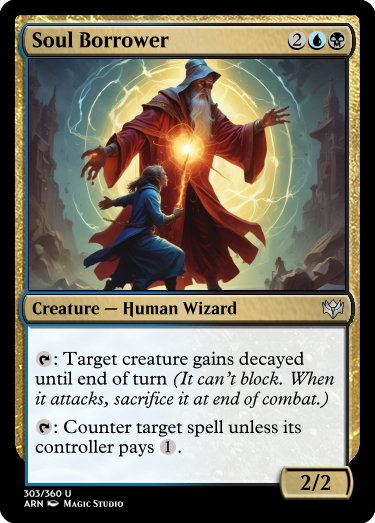 Soul Borrower 2
: Target creature gains decayed
until end of turn (It can't block. When
it attacks, sacrifice it at end of combat.)
: Counter target spell unless its
controller pays 1 .
Creature — Human Wizard
2/2
303/360 U
ARN Magic Studio